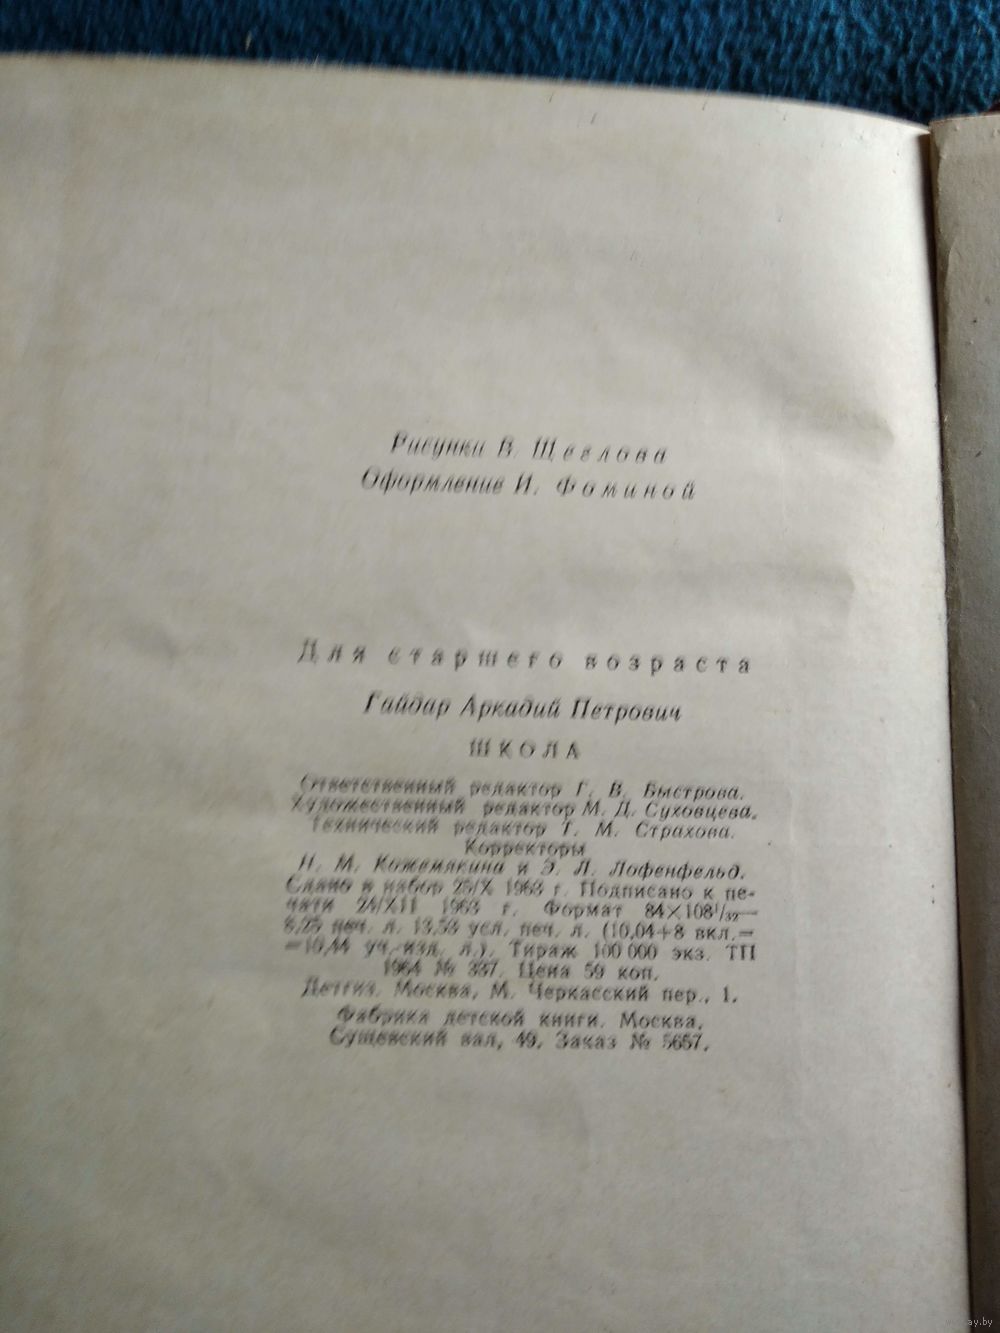 Рисунки В. Щеглова
Оформление И. Фоминой
Для старшего возраста
Гайдар Аркадий Петрович
ШКОЛА
Ответственный редактор Г. В. Быстрова.
Художественный редактор М. Д. Суховцева.
Технический редактор Т. М. Страхова.
Корректоры
Н. М. Кожемякина и Э. Л. Лофенфельд.
Сдано в набор 25/X 1963 г. Подписано к пе-
чати 24/XII 1963 г. Формат 84×108¹/₃₂—
8,25 печ. л. 13,53 усл. печ. л. (10,04+8 вкл.=
=10,44 уч.-изд. л.). Тираж 100 000 экз. ТП
1964 № 337. Цена 59 коп.
Детгиз. Москва, М. Черкасский пер., 1.
Фабрика детской книги. Москва,
Сущевский вал, 49. Заказ № 5657.